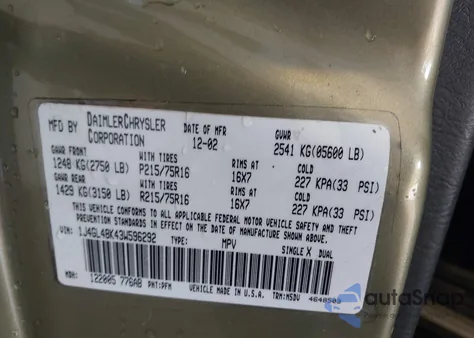 MFD BY DAIMLERCHRYSLER CORPORATION DATE OF MFR 12-02 GVWR 2541 KG(05600 LB)
GAWR FRONT 1248 KG(2750 LB) WITH TIRES P215/75R16 RIMS AT 16X7 COLD 227 KPA(33 PSI)
GAWR REAR 1429 KG(3150 LB) WITH TIRES R215/75R16 RIMS AT 16X7 COLD 227 KPA(33 PSI)
THIS VEHICLE CONFORMS TO ALL APPLICABLE FEDERAL MOTOR VEHICLE SAFETY, BUMPER, AND THEFT
PREVENTION STANDARDS IN EFFECT ON THE DATE OF MANUFACTURE SHOWN ABOVE.
VIN: 1J4GL48K43W596292 TYPE: MPV SINGLE X DUAL
MDH: 122005 776AB PNT:PFM VEHICLE MADE IN U.S.A. TRM:M5DV 4648503
autoSnap